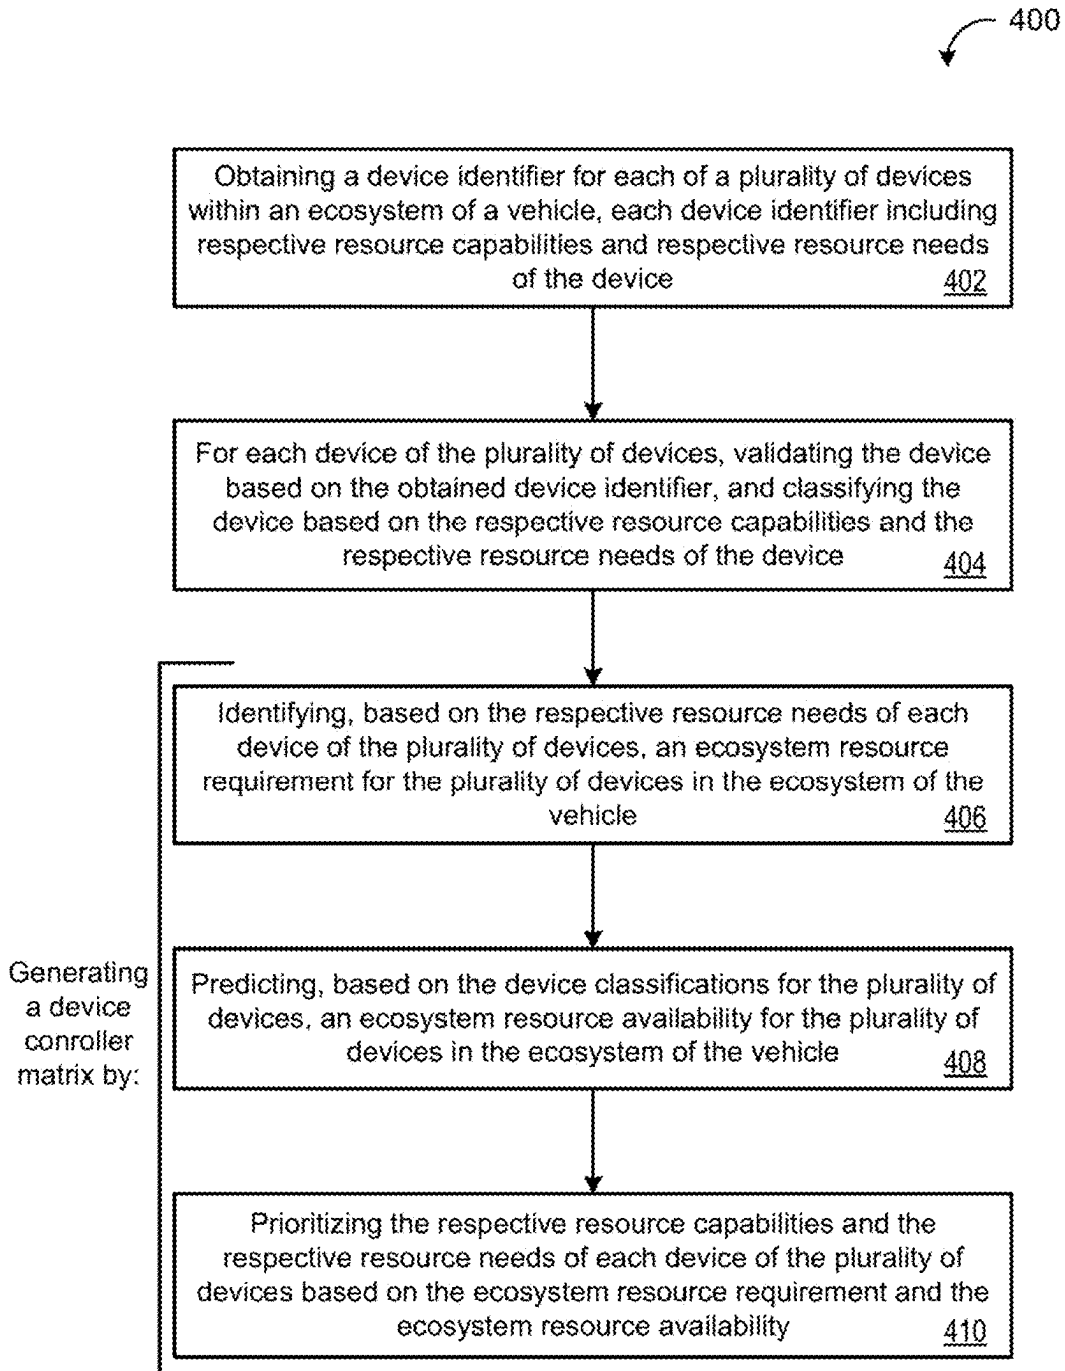 400
Obtaining a device identifier for each of a plurality of devices
within an ecosystem of a vehicle, each device identifier including
respective resource capabilities and respective resource needs
of the device
402
For each device of the plurality of devices, validating the device
based on the obtained device identifier, and classifying the
device based on the respective resource capabilities and the
respective resource needs of the device
404
Identifying, based on the respective resource needs of each
device of the plurality of devices, an ecosystem resource
requirement for the plurality of devices in the ecosystem of the
vehicle
406
Generating
a device
conroller
matrix by:
Predicting, based on the device classifications for the plurality of
devices, an ecosystem resource availability for the plurality of
devices in the ecosystem of the vehicle
408
Prioritizing the respective resource capabilities and the
respective resource needs of each device of the plurality of
devices based on the ecosystem resource requirement and the
ecosystem resource availability
410